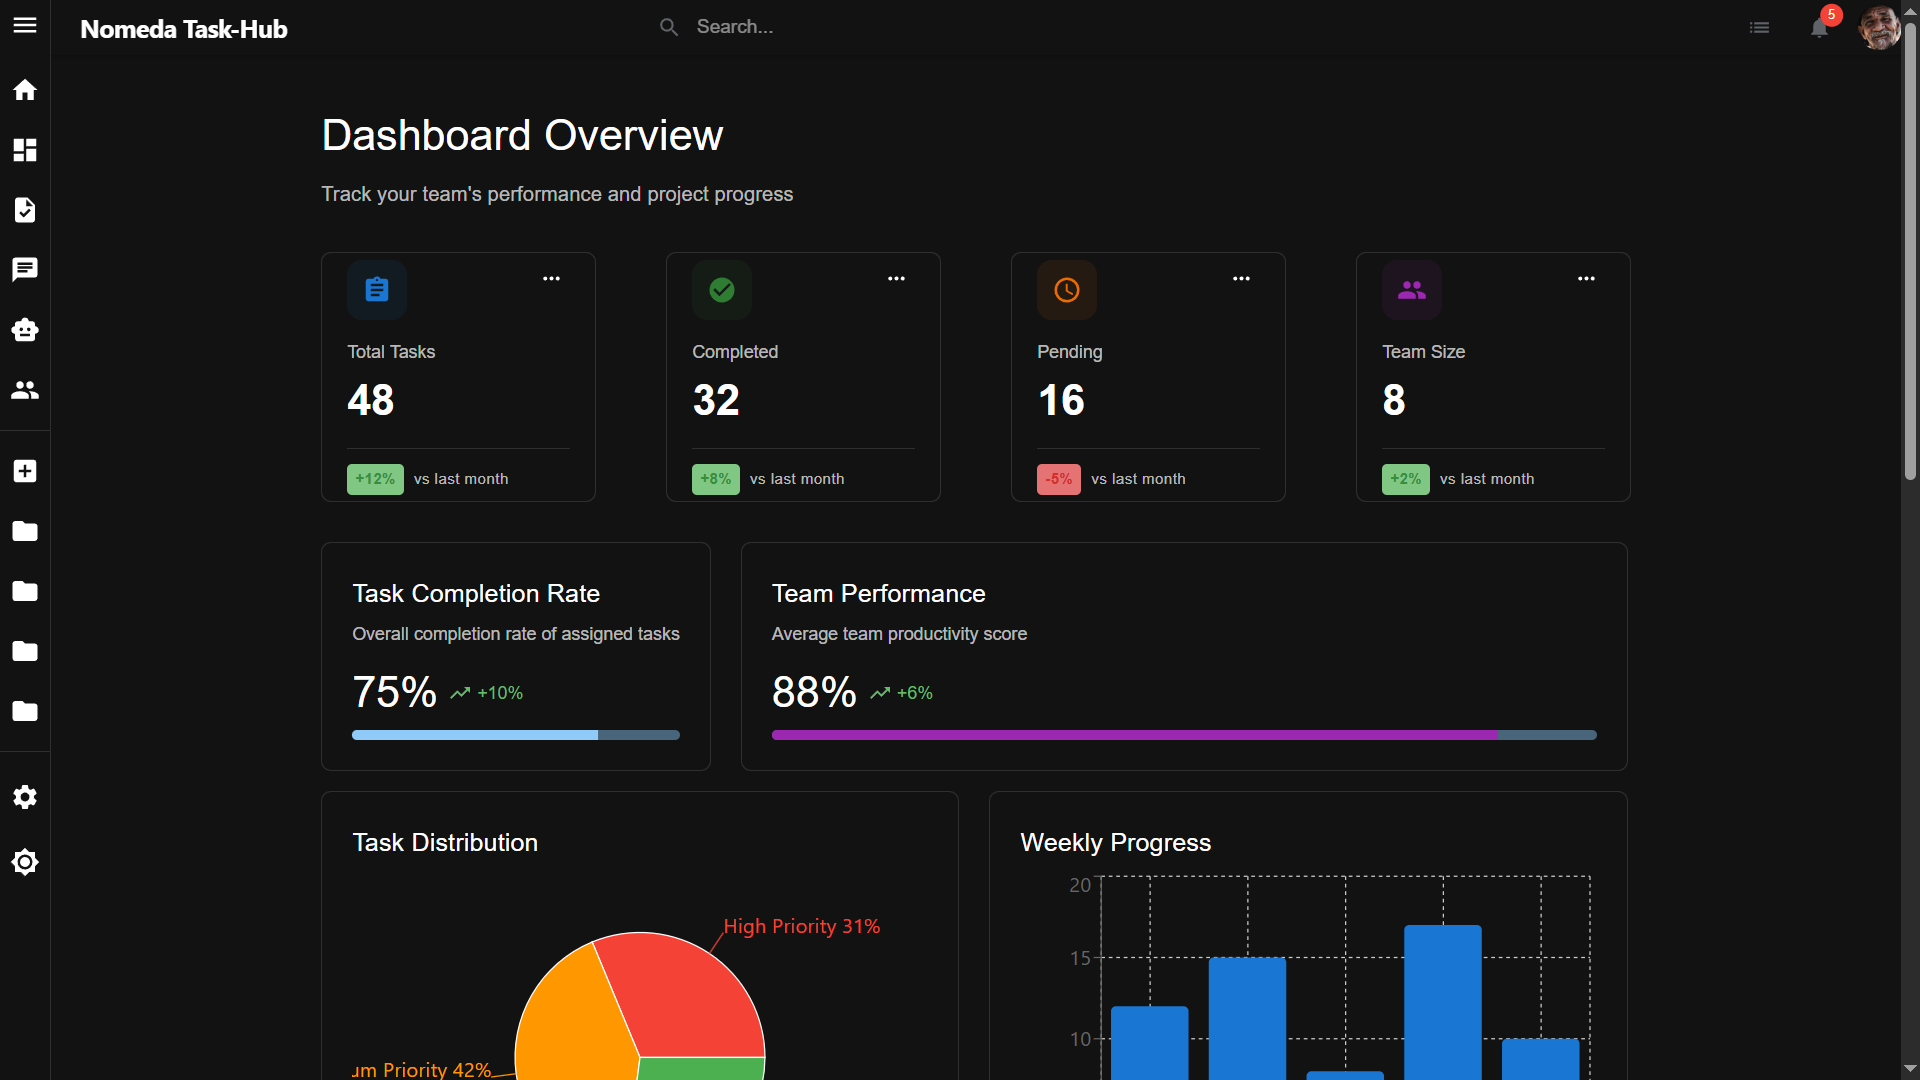 Nomeda Task-Hub
Search...
5
Dashboard Overview
Track your team's performance and project progress
Total Tasks
48
+12% vs last month
Completed
32
+8% vs last month
Pending
16
-5% vs last month
Team Size
8
+2% vs last month
Task Completion Rate
Overall completion rate of assigned tasks
75% +10%
Team Performance
Average team productivity score
88% +6%
Task Distribution
High Priority 31%
Priority 42%
Weekly Progress
20
15
10